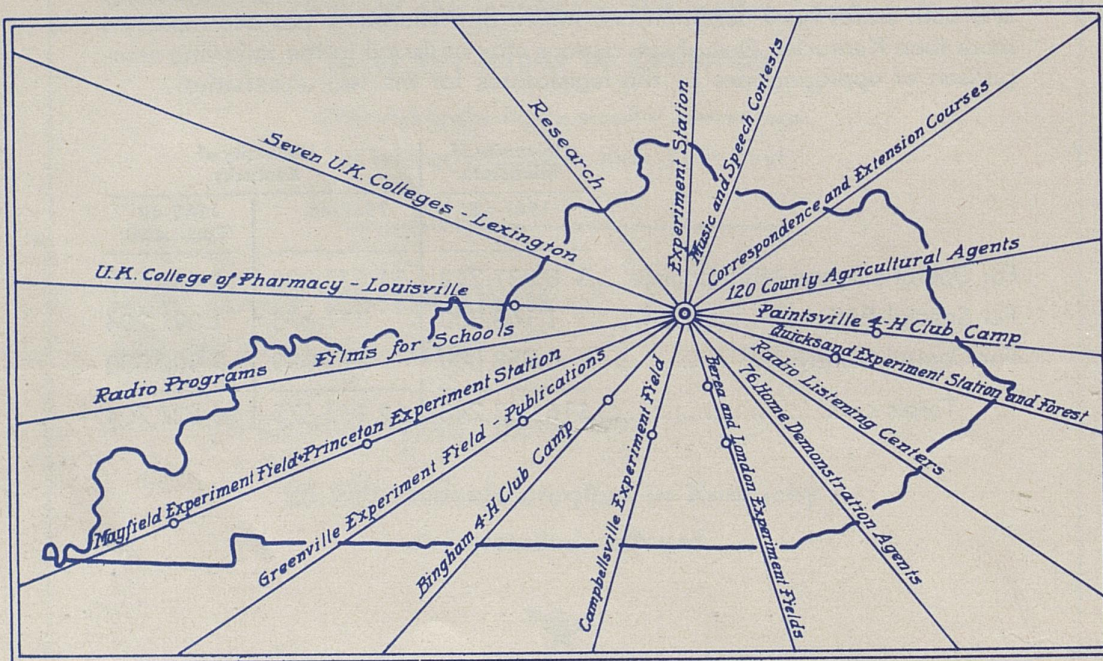 Research
Experiment Station
Music and Speech Contests
Seven U.K. Colleges - Lexington
Correspondence and Extension Courses
120 County Agricultural Agents
U.K. College of Pharmacy - Louisville
Paintsville 4-H Club Camp
Quicksand Experiment Station and Forest
Radio Programs Films for Schools
Radio Listening Centers
Mayfield Experiment Field-Princeton Experiment Station
76 Home Demonstration Agents
Greenville Experiment Field - Publications
Berea and London Experiment Fields
Bingham 4-H Club Camp
Campbellsville Experiment Field